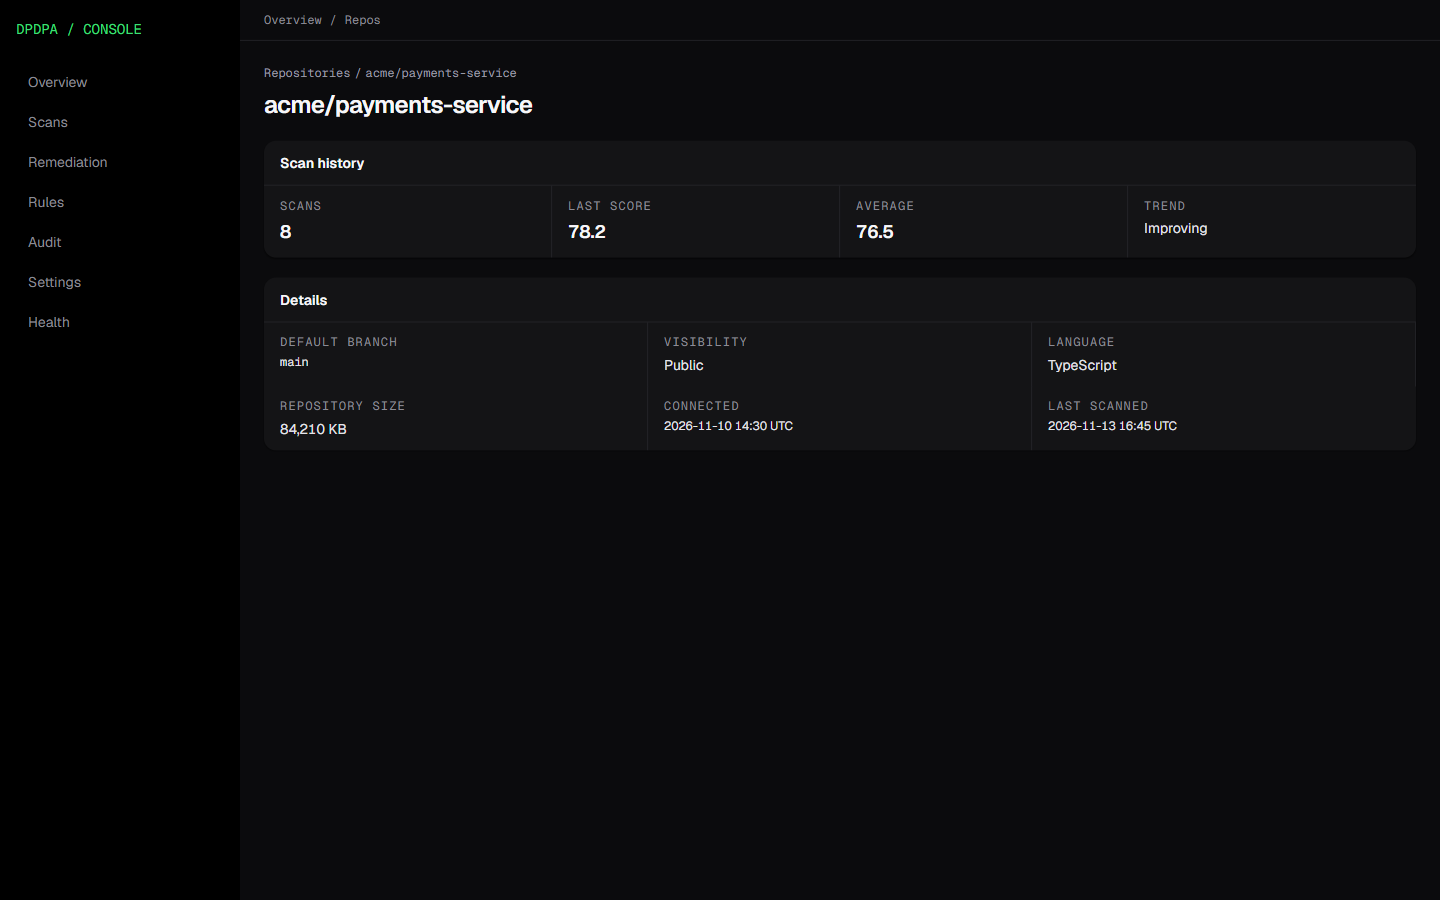 DPDPA / CONSOLE
Overview
Scans
Remediation
Rules
Audit
Settings
Health
Overview / Repos
Repositories / acme/payments-service
acme/payments-service
Scan history
SCANS
8
LAST SCORE
78.2
AVERAGE
76.5
TREND
Improving
Details
DEFAULT BRANCH
main
VISIBILITY
Public
LANGUAGE
TypeScript
REPOSITORY SIZE
84,210 KB
CONNECTED
2026-11-10 14:30 UTC
LAST SCANNED
2026-11-13 16:45 UTC